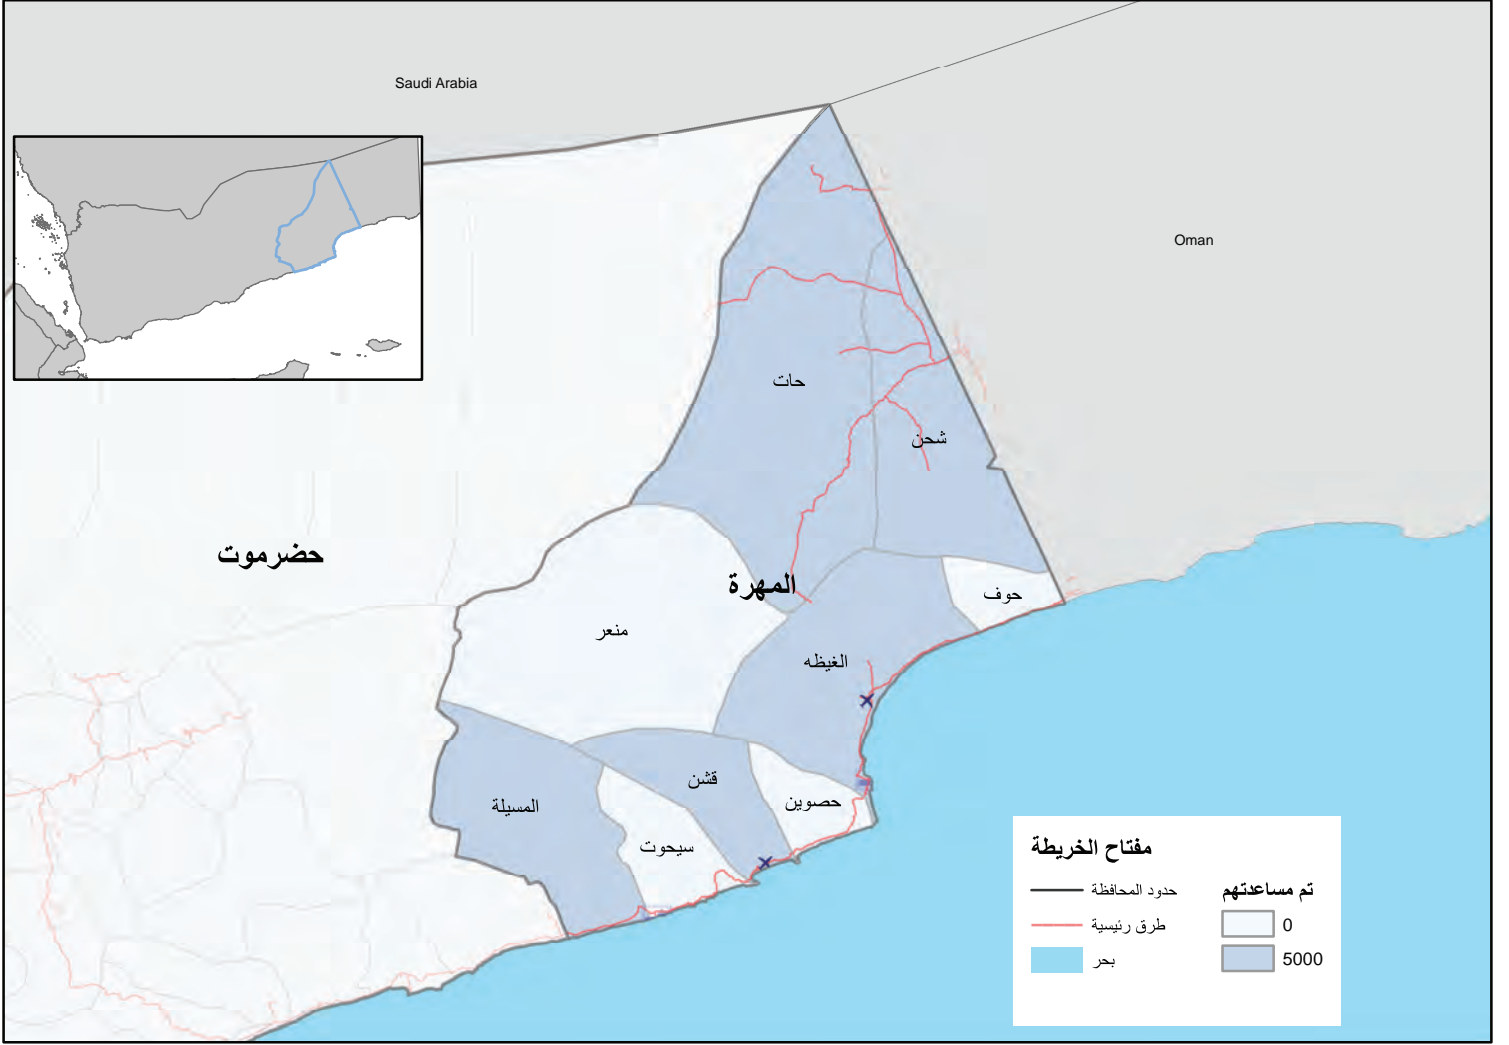 Saudi Arabia
Oman
حات
شحن
حضرموت
المهرة
حوف
منعر
الغيظه
قشن
حصوين
المسيلة
سيحوت
مفتاح الخريطة
تم مساعدتهم
حدود المحافظة
0
طرق رئيسية
5000
بحر